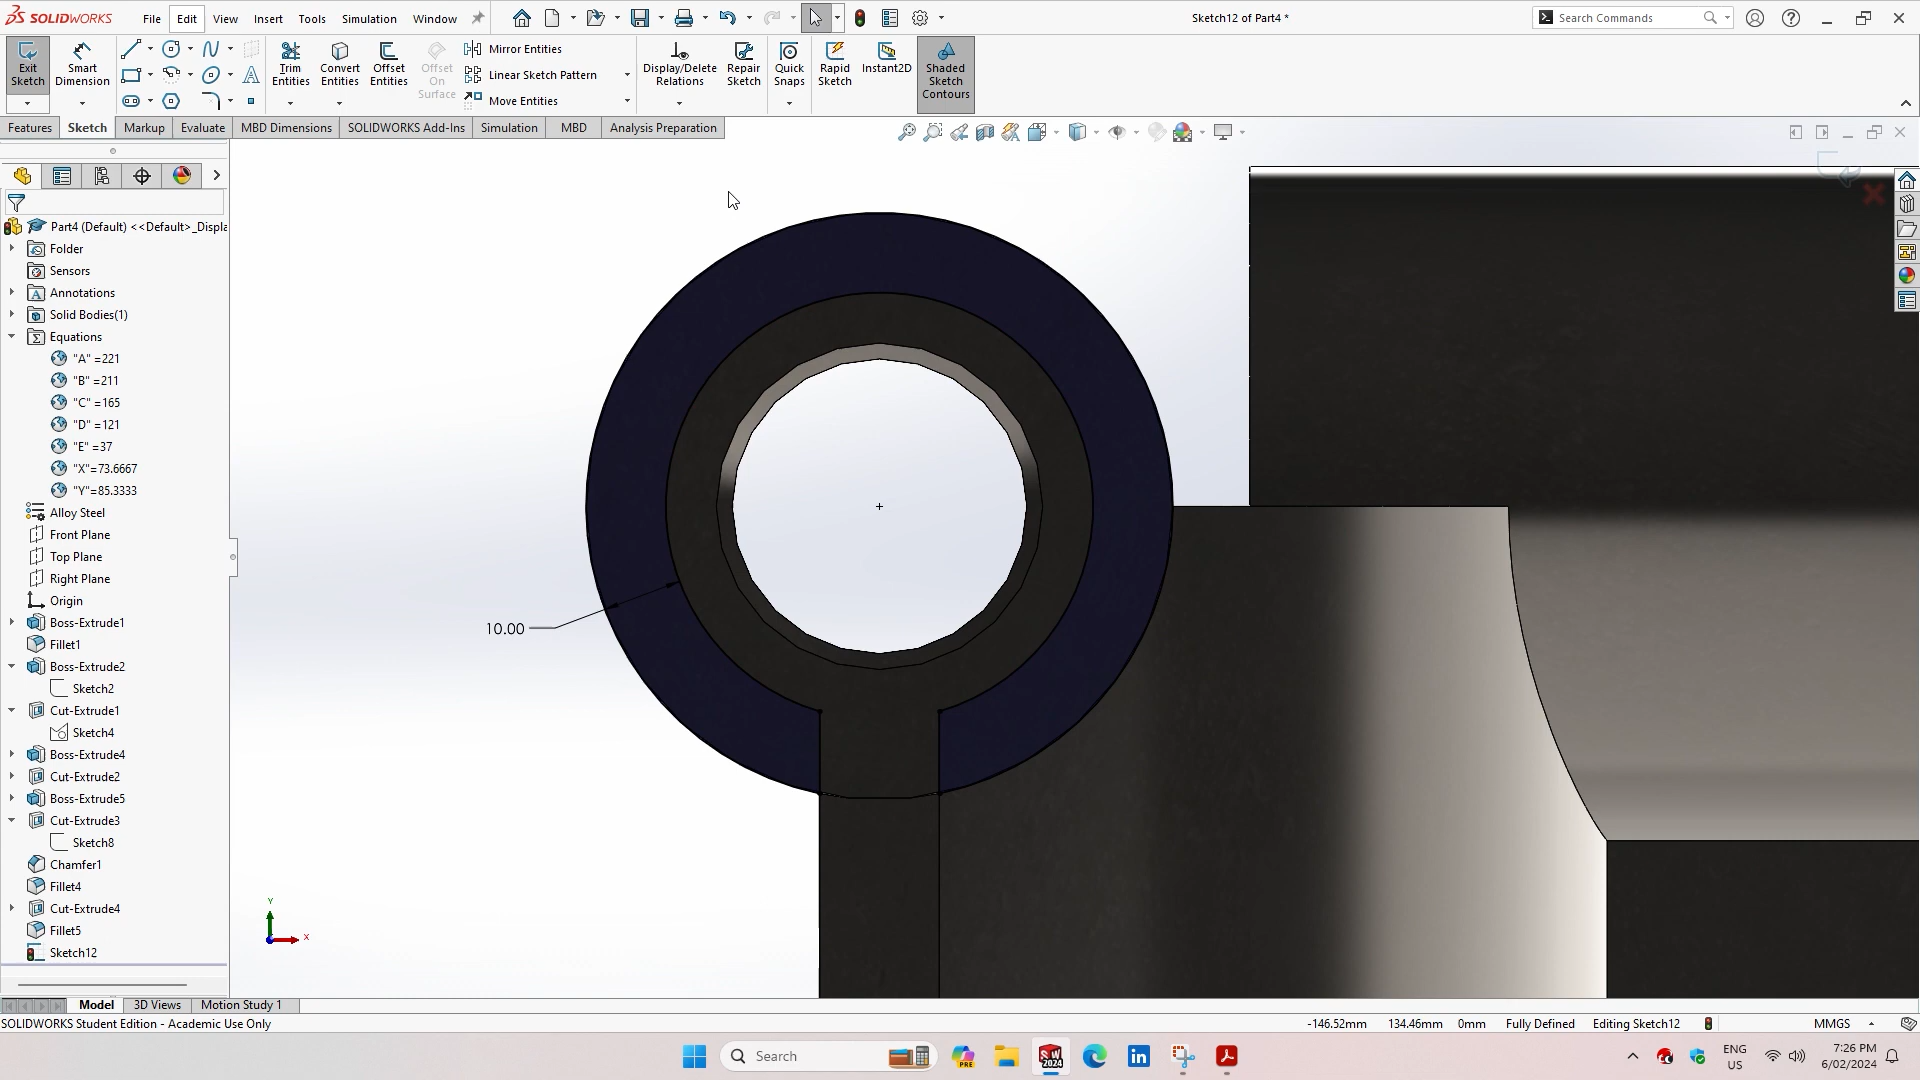 SOLIDWORKS
File Edit View Insert Tools Simulation Window
Sketch12 of Part4 *
Search Commands
Exit Sketch
Smart Dimension
Trim Entities
Convert Entities
Offset Entities
Offset On Surface
Mirror Entities
Linear Sketch Pattern
Move Entities
Display/Delete Relations
Repair Sketch
Quick Snaps
Rapid Sketch
Instant2D
Shaded Sketch Contours
Features Sketch Markup Evaluate MBD Dimensions SOLIDWORKS Add-Ins Simulation MBD Analysis Preparation
Part4 (Default) <<Default>_Displa
Folder
Sensors
Annotations
Solid Bodies(1)
Equations
"A" =221
"B" =211
"C" =165
"D" =121
"E" =37
"X"=73.6667
"Y"=85.3333
Alloy Steel
Front Plane
Top Plane
Right Plane
Origin
Boss-Extrude1
Fillet1
Boss-Extrude2
Sketch2
Cut-Extrude1
Sketch4
Boss-Extrude4
Cut-Extrude2
Boss-Extrude5
Cut-Extrude3
Sketch8
Chamfer1
Fillet4
Cut-Extrude4
Fillet5
Sketch12
10.00
Y
X
Model 3D Views Motion Study 1
SOLIDWORKS Student Edition - Academic Use Only
-146.52mm 134.46mm 0mm Fully Defined Editing Sketch12 MMGS
Search
PRE
SW 2024
in
ENG US
7:26 PM
6/02/2024